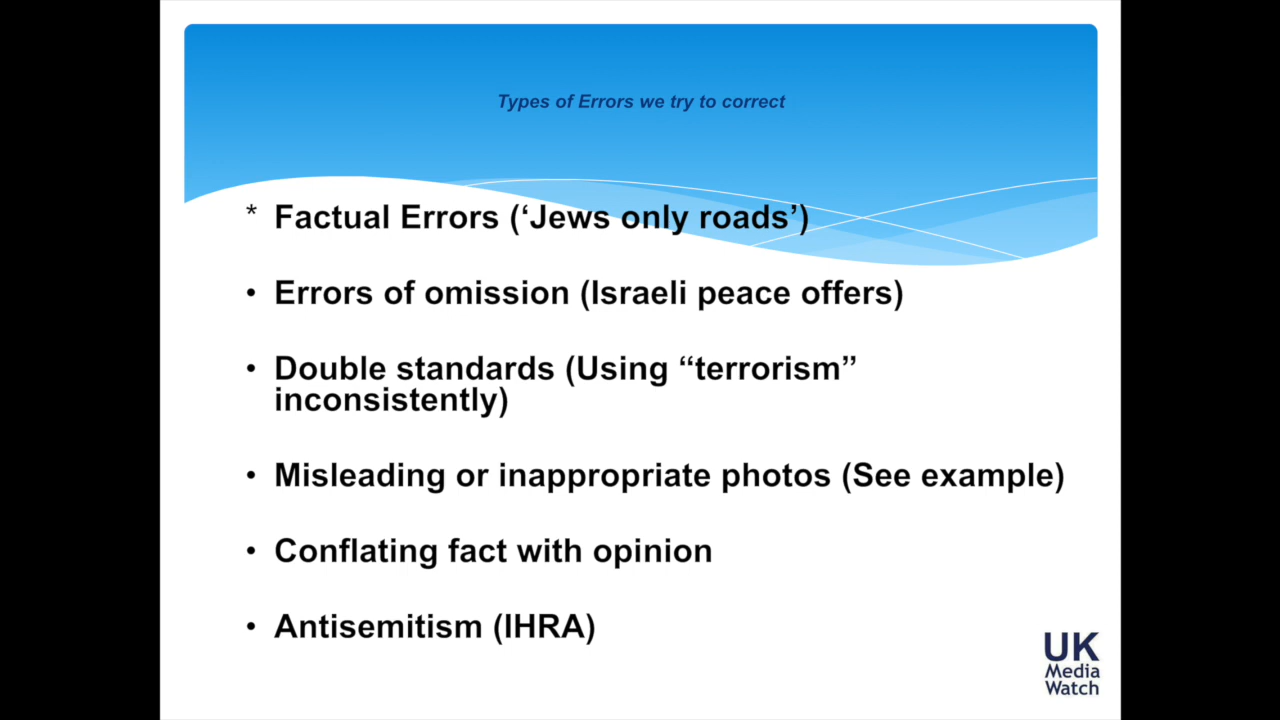 Types of Errors we try to correct
* Factual Errors (‘Jews only roads’)
• Errors of omission (Israeli peace offers)
• Double standards (Using “terrorism”
inconsistently)
• Misleading or inappropriate photos (See example)
• Conflating fact with opinion
• Antisemitism (IHRA)
UK
Media
Watch